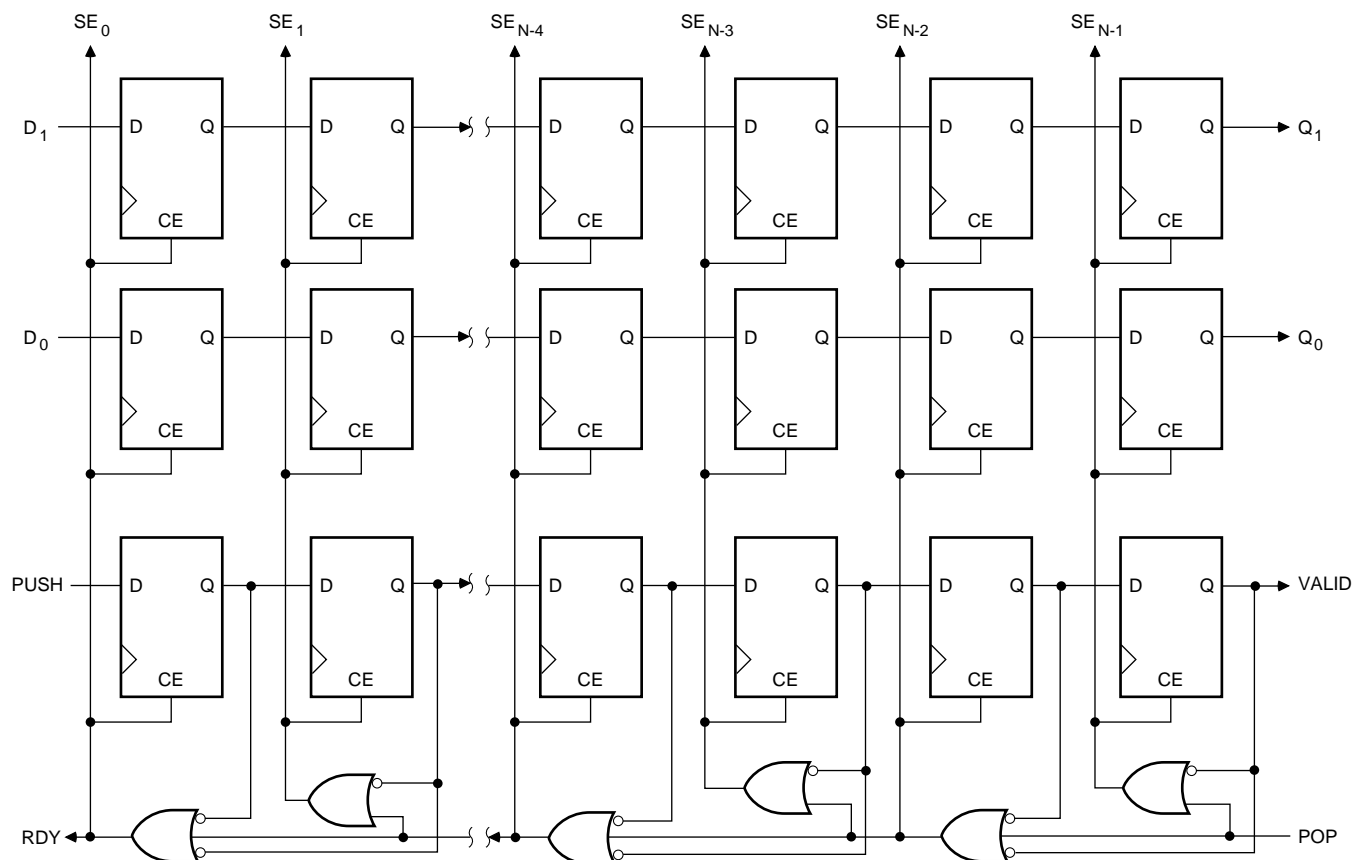 SE0 SE1 SEN-4 SEN-3 SEN-2 SEN-1
D1 D Q D Q D Q D Q D Q D Q Q1
CE CE CE CE CE CE
D0 D Q D Q D Q D Q D Q D Q Q0
CE CE CE CE CE CE
PUSH D Q D Q D Q D Q D Q D Q VALID
CE CE CE CE CE CE
RDY POP